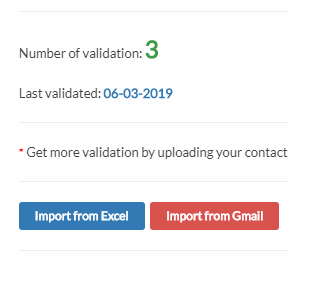 Number of validation: 3
Last validated: 06-03-2019
* Get more validation by uploading your contact
Import from Excel Import from Gmail